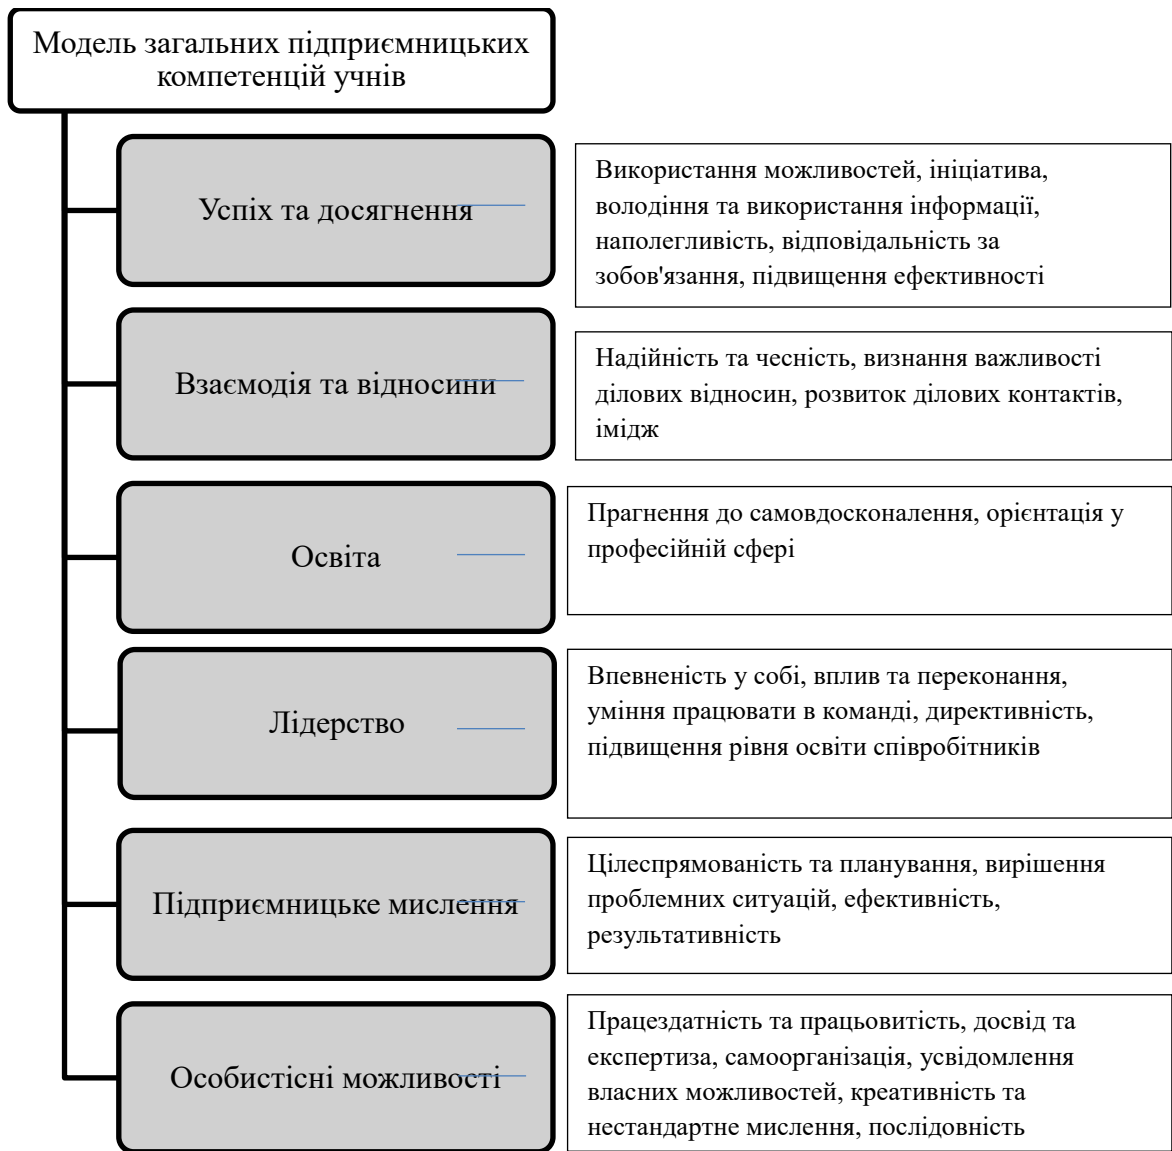 Модель загальних підприємницьких
компетенцій учнів
Успіх та досягнення
Використання можливостей, ініціатива,
володіння та використання інформації,
наполегливість, відповідальність за
зобов'язання, підвищення ефективності
Взаємодія та відносини
Надійність та чесність, визнання важливості
ділових відносин, розвиток ділових контактів,
імідж
Освіта
Прагнення до самовдосконалення, орієнтація у
професійній сфері
Лідерство
Впевненість у собі, вплив та переконання,
уміння працювати в команді, директивність,
підвищення рівня освіти співробітників
Підприємницьке мислення
Цілеспрямованість та планування, вирішення
проблемних ситуацій, ефективність,
результативність
Особистісні можливості
Працездатність та працьовитість, досвід та
експертиза, самоорганізація, усвідомлення
власних можливостей, креативність та
нестандартне мислення, послідовність